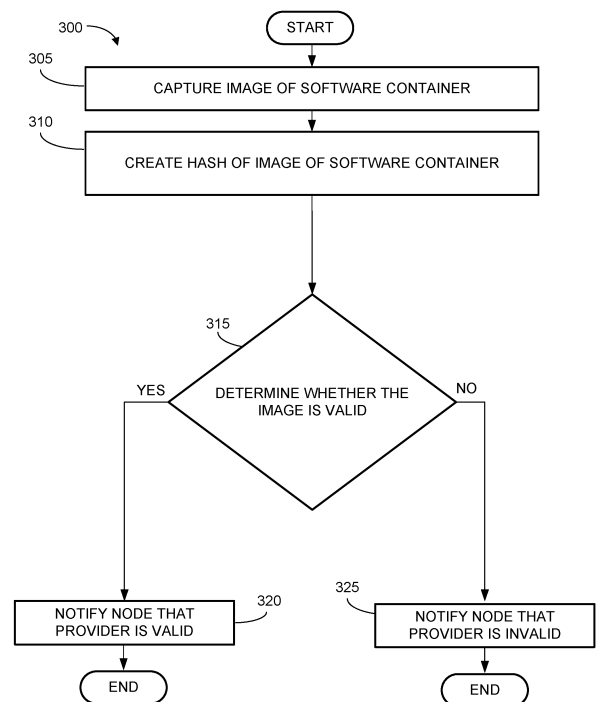 START
300
305
CAPTURE IMAGE OF SOFTWARE CONTAINER
310
CREATE HASH OF IMAGE OF SOFTWARE CONTAINER
315
YES
NO
DETERMINE WHETHER THE
IMAGE IS VALID
320
325
NOTIFY NODE THAT
PROVIDER IS VALID
NOTIFY NODE THAT
PROVIDER IS INVALID
END
END